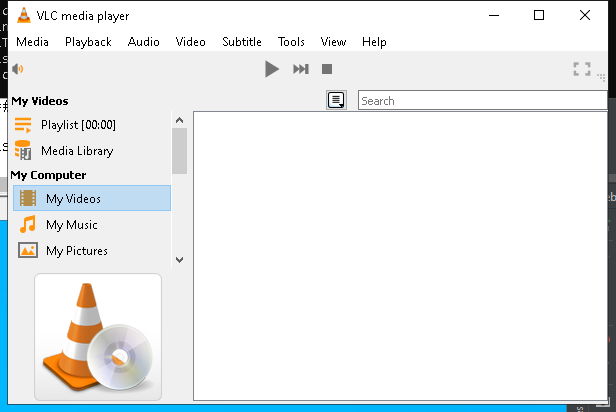 VLC media player
Media Playback Audio Video Subtitle Tools View Help
My Videos
Search
Playlist [00:00]
Media Library
My Computer
My Videos
My Music
My Pictures